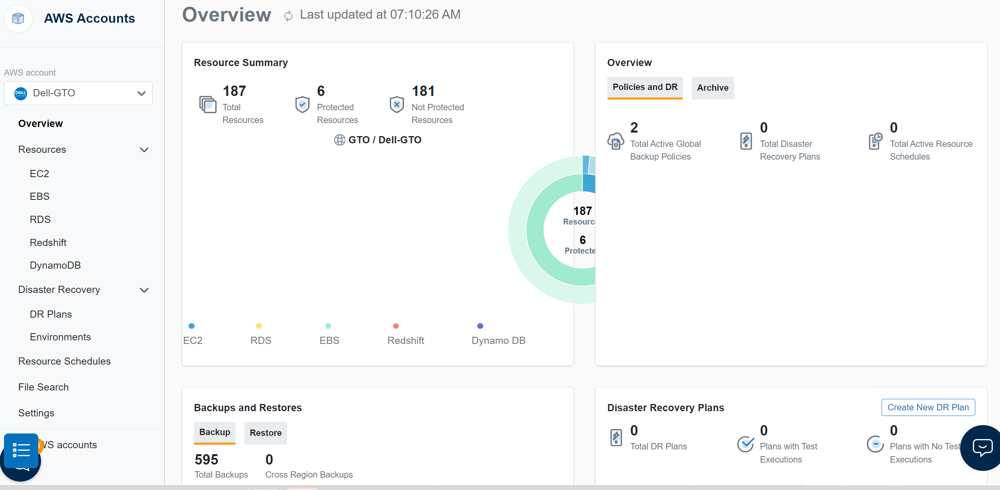 AWS Accounts
AWS account
DELL
Dell-GTO
Overview
Resources
EC2
EBS
RDS
Redshift
DynamoDB
Disaster Recovery
DR Plans
Environments
Resource Schedules
File Search
Settings
WS accounts
Overview
Last updated at 07:10:26 AM
Resource Summary
187
Total
Resources
6
Protected
Resources
181
Not Protected
Resources
GTO / Dell-GTO
187
Resource
6
Protecte
EC2
RDS
EBS
Redshift
Dynamo DB
Overview
Policies and DR
Archive
2
Total Active Global
Backup Policies
0
Total Disaster
Recovery Plans
0
Total Active Resource
Schedules
Backups and Restores
Backup
Restore
595
Total Backups
0
Cross Region Backups
Disaster Recovery Plans
Create New DR Plan
0
Total DR Plans
0
Plans with Test
Executions
0
Plans with No Test
Executions